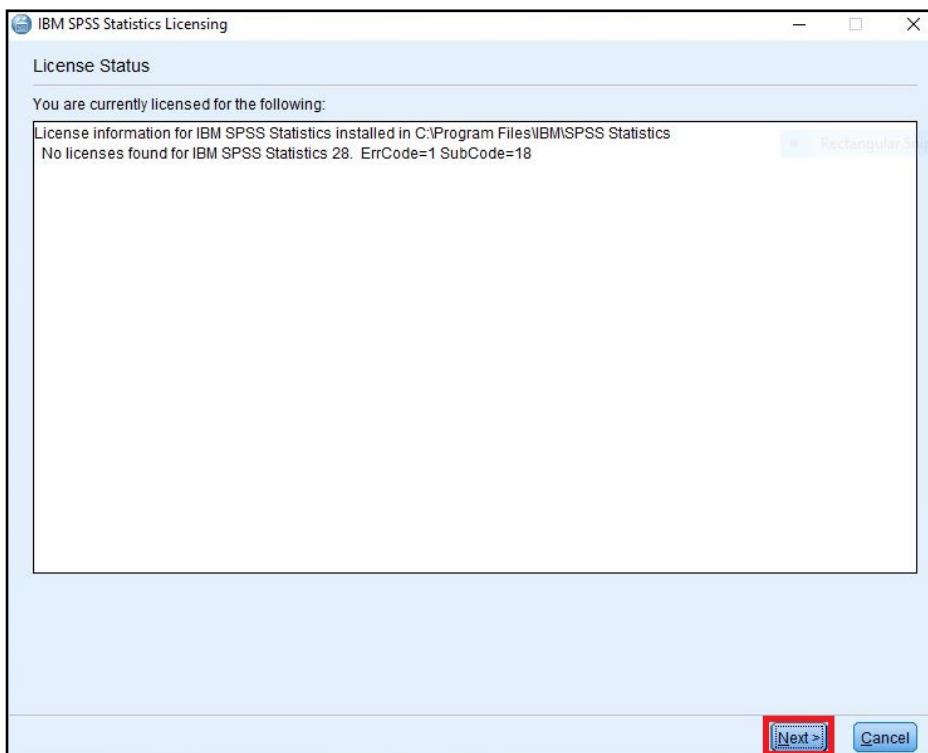 IBM SPSS Statistics Licensing
License Status
You are currently licensed for the following:
License information for IBM SPSS Statistics installed in C:\Program Files\IBM\SPSS Statistics
No licenses found for IBM SPSS Statistics 28. ErrCode=1 SubCode=18
Rectangular
Next >
Cancel